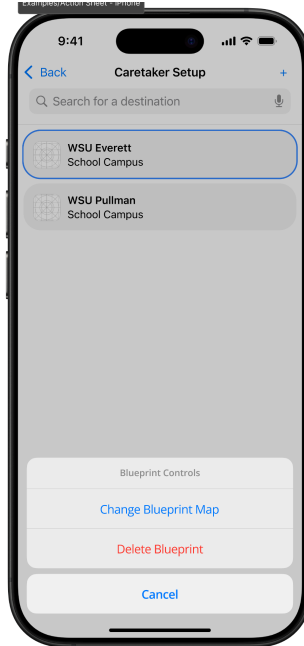 Examples/Action Sheet - iPhone
9:41
Back
Caretaker Setup
+
Search for a destination
WSU Everett
School Campus
WSU Pullman
School Campus
Blueprint Controls
Change Blueprint Map
Delete Blueprint
Cancel